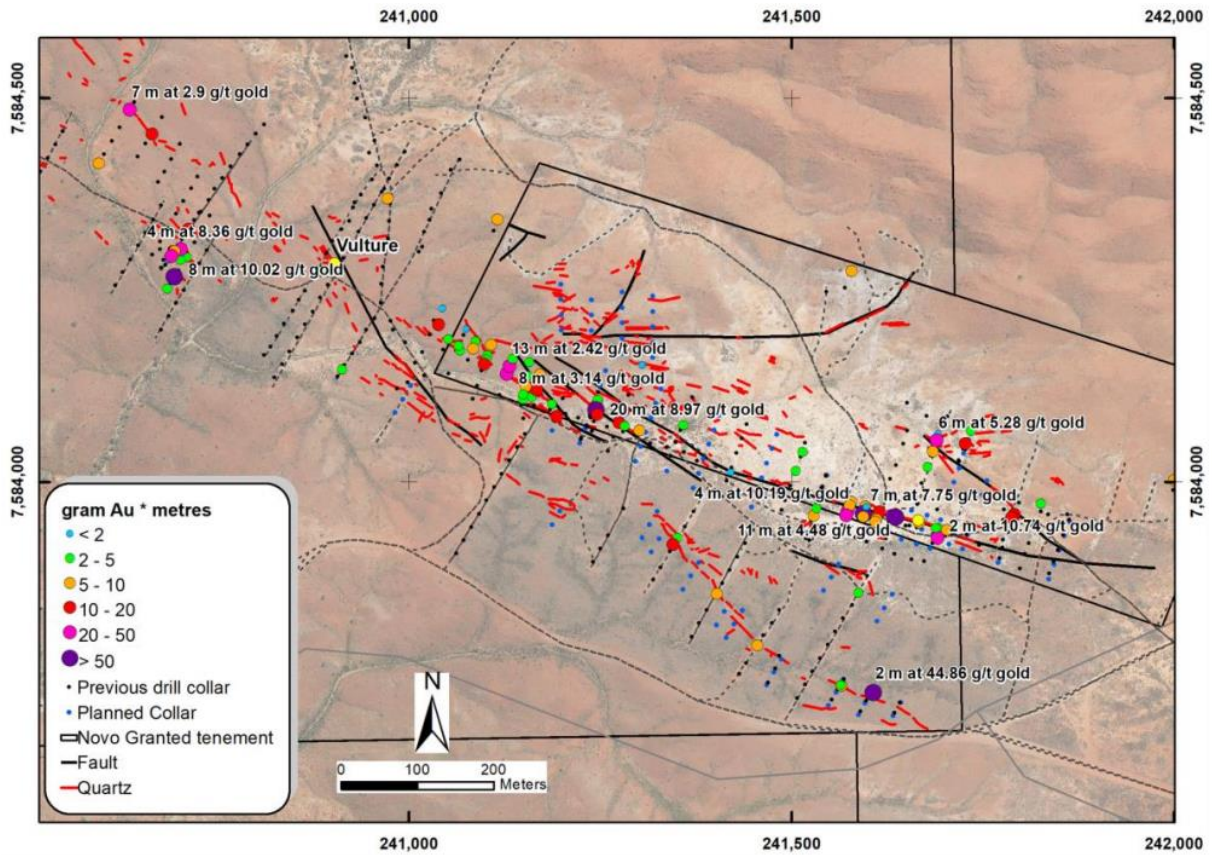 241,000
241,500
242,000
7,584,500
7,584,500
7 m at 2.9 g/t gold
4 m at 8.36 g/t gold
Vulture
8 m at 10.02 g/t gold
13 m at 2.42 g/t gold
8 m at 3.14 g/t gold
20 m at 8.97 g/t gold
6 m at 5.28 g/t gold
7,584,000
7,584,000
4 m at 10.19 g/t gold
7 m at 7.75 g/t gold
11 m at 4.48 g/t gold
2 m at 10.74 g/t gold
2 m at 44.86 g/t gold
gram Au * metres
< 2
2 - 5
5 - 10
10 - 20
20 - 50
> 50
Previous drill collar
Planned Collar
Novo Granted tenement
Fault
Quartz
N
0 100 200
Meters
241,000
241,500
242,000